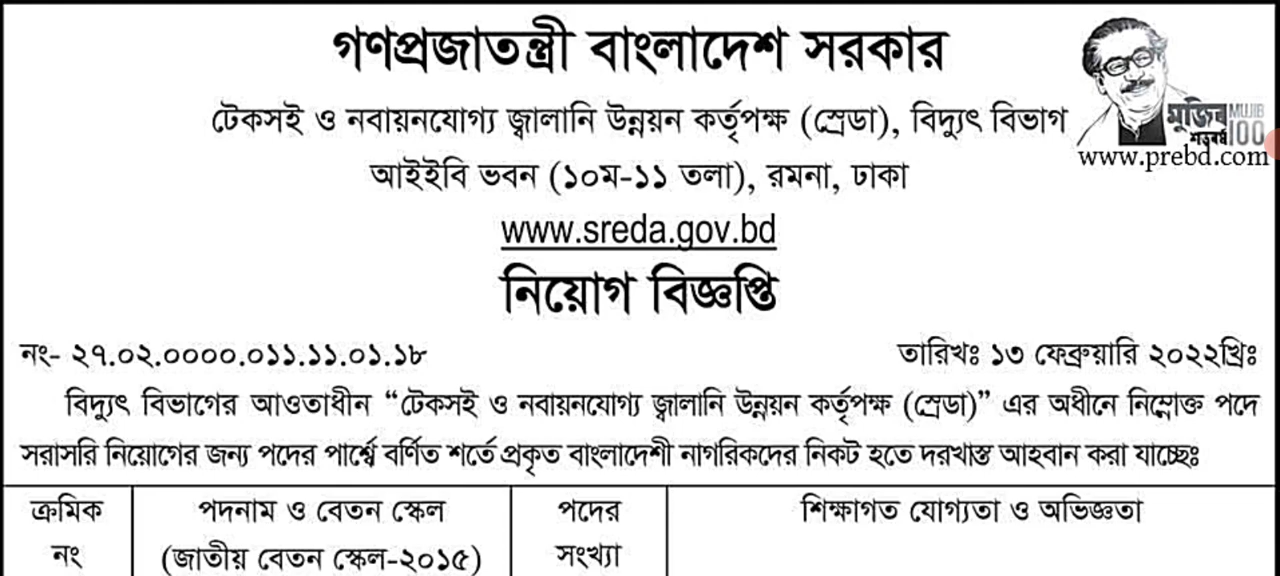 গণপ্রজাতন্ত্রী বাংলাদেশ সরকার
টেকসই ও নবায়নযোগ্য জ্বালানি উন্নয়ন কর্তৃপক্ষ (স্রেডা), বিদ্যুৎ বিভাগ
মুজিব MUJIB
শতবর্ষ 100
www.prebd.com
আইইবি ভবন (১০ম-১১ তলা), রমনা, ঢাকা
www.sreda.gov.bd
নিয়োগ বিজ্ঞপ্তি
নং- ২৭.০২.০০০০.০১১.১১.০১.১৮ তারিখঃ ১৩ ফেব্রুয়ারি ২০২২খ্রিঃ
বিদ্যুৎ বিভাগের আওতাধীন “টেকসই ও নবায়নযোগ্য জ্বালানি উন্নয়ন কর্তৃপক্ষ (স্রেডা)” এর অধীনে নিম্নোক্ত পদে
সরাসরি নিয়োগের জন্য পদের পার্শ্বে বর্ণিত শর্তে প্রকৃত বাংলাদেশী নাগরিকদের নিকট হতে দরখাস্ত আহবান করা যাচ্ছেঃ
ক্রমিক নং
পদনাম ও বেতন স্কেল
(জাতীয় বেতন স্কেল-২০১৫)
পদের
সংখ্যা
শিক্ষাগত যোগ্যতা ও অভিজ্ঞতা